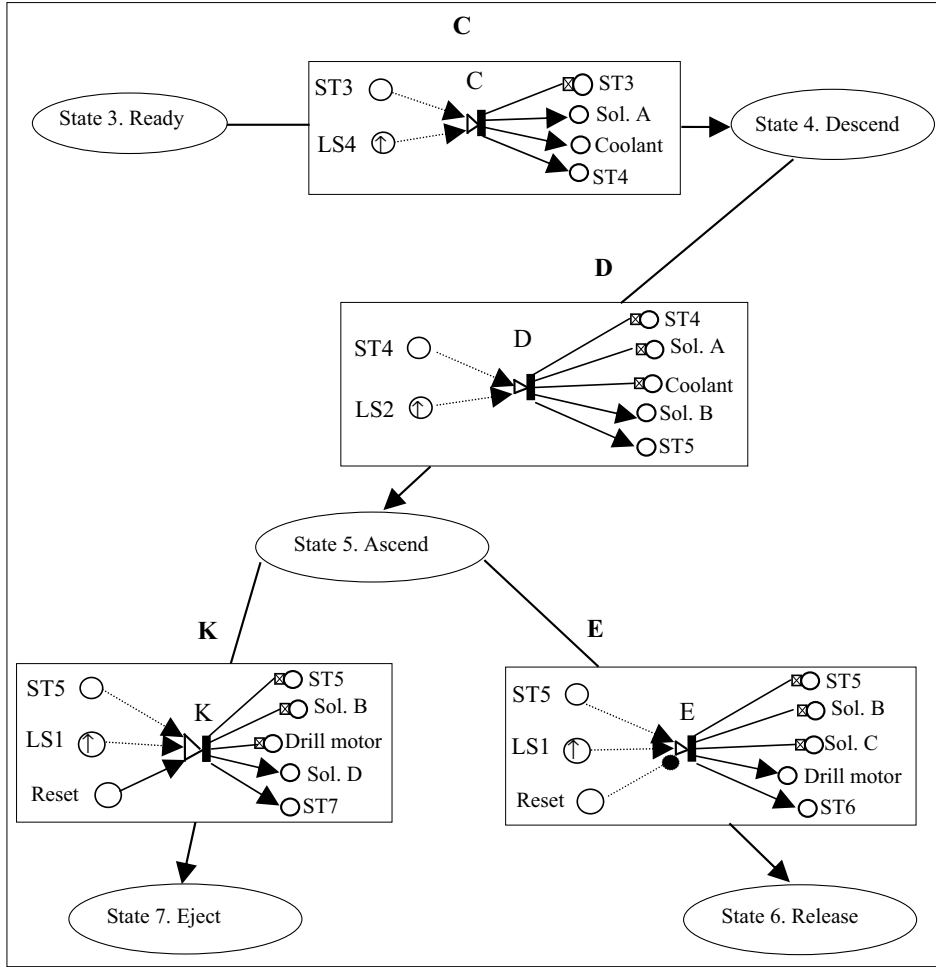 C
C
ST3
ST3
State 3. Ready
Sol. A
State 4. Descend
LS4
Coolant
ST4
D
D
ST4
ST4
Sol. A
Coolant
LS2
Sol. B
ST5
State 5. Ascend
K
ST5
K
ST5
Sol. B
LS1
Drill motor
Sol. D
Reset
ST7
State 7. Eject
E
ST5
E
ST5
Sol. B
LS1
Sol. C
Drill motor
Reset
ST6
State 6. Release